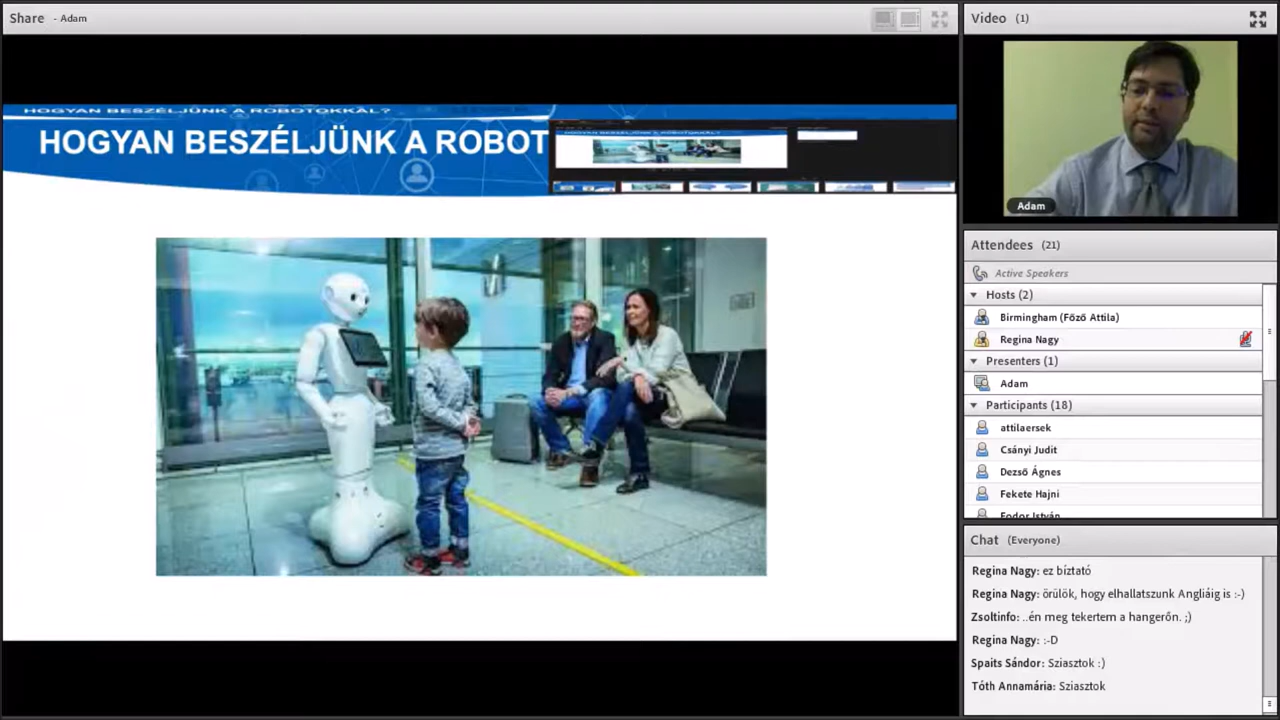 Share - Adam
HOGYAN BESZÉLJÜNK A ROBOTOKKAL?
HOGYAN BESZÉLJÜNK A ROBOT
Video (1)
Adam
Attendees (21)
Active Speakers
Hosts (2)
Birmingham (Főző Attila)
Regina Nagy
Presenters (1)
Adam
Participants (18)
attilaersek
Csányi Judit
Dezső Ágnes
Fekete Hajni
Fodor István
Chat (Everyone)
Regina Nagy: ez bíztató
Regina Nagy: örülök, hogy elhallatszunk Angliáig is :-)
Zsoltinfo: ..én meg tekertem a hangerőn. ;)
Regina Nagy: :-D
Spaits Sándor: Sziasztok :)
Tóth Annamária: Sziasztok